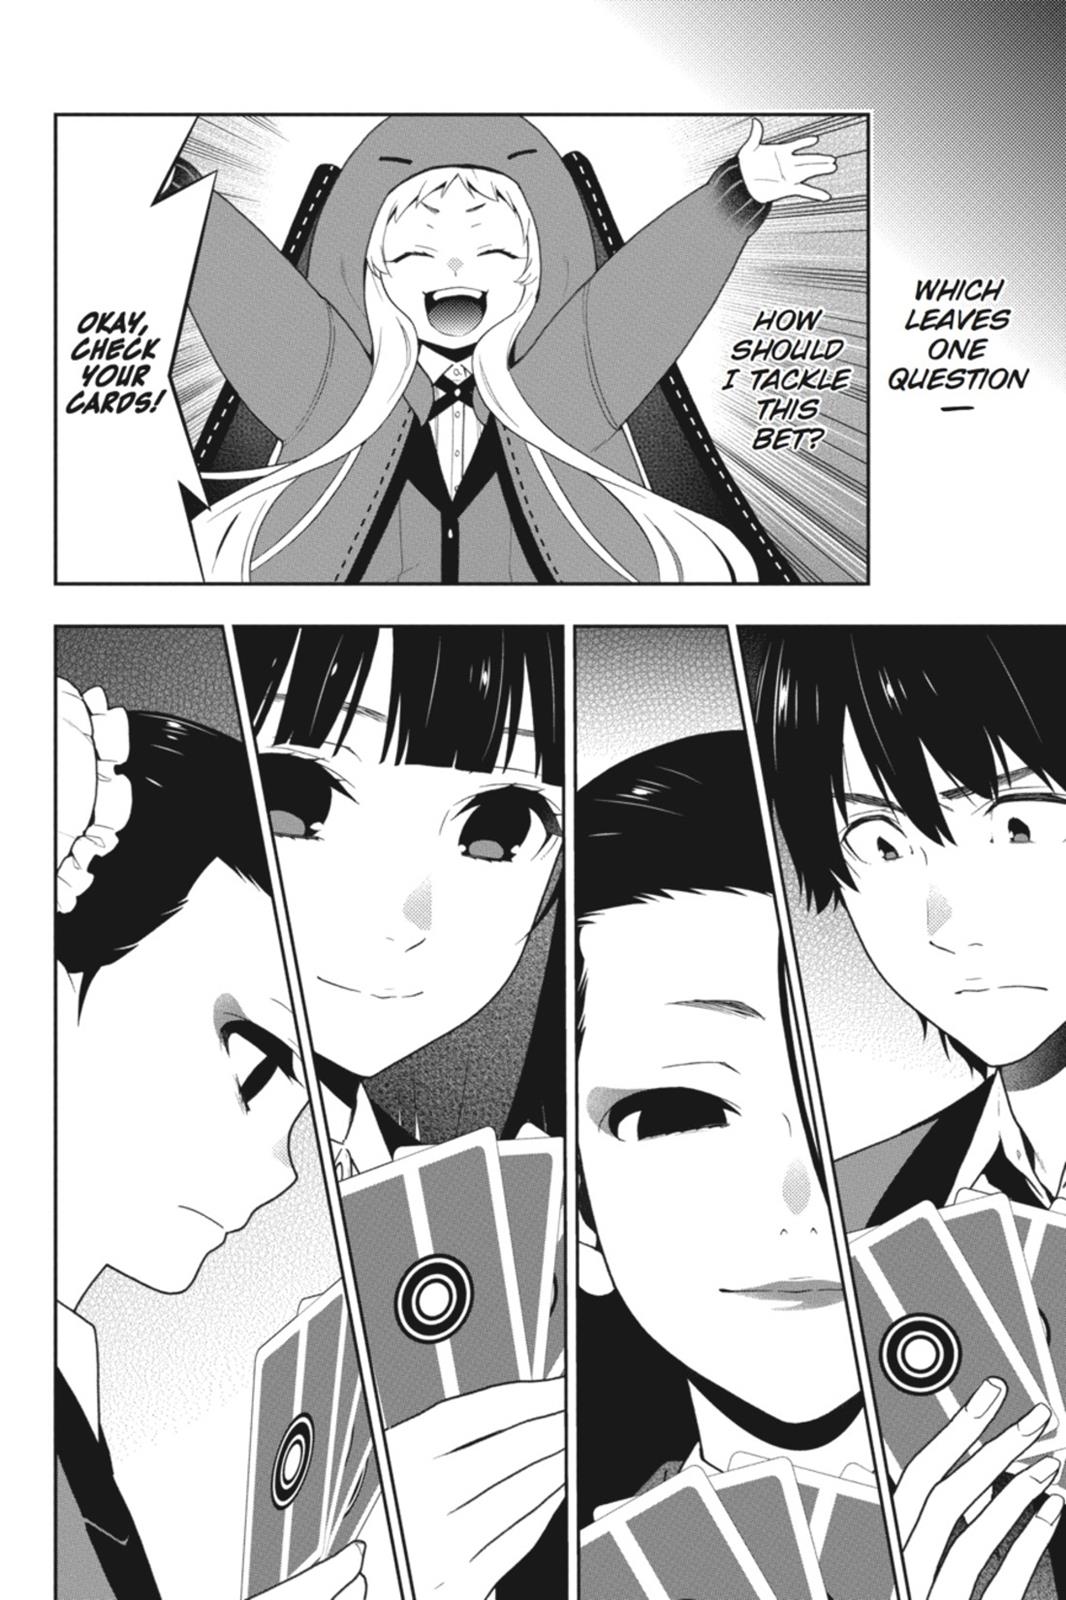 WHICH
LEAVES
ONE
QUESTION
—
HOW
SHOULD
I TACKLE
THIS
BET?
OKAY,
CHECK
YOUR
CARDS!